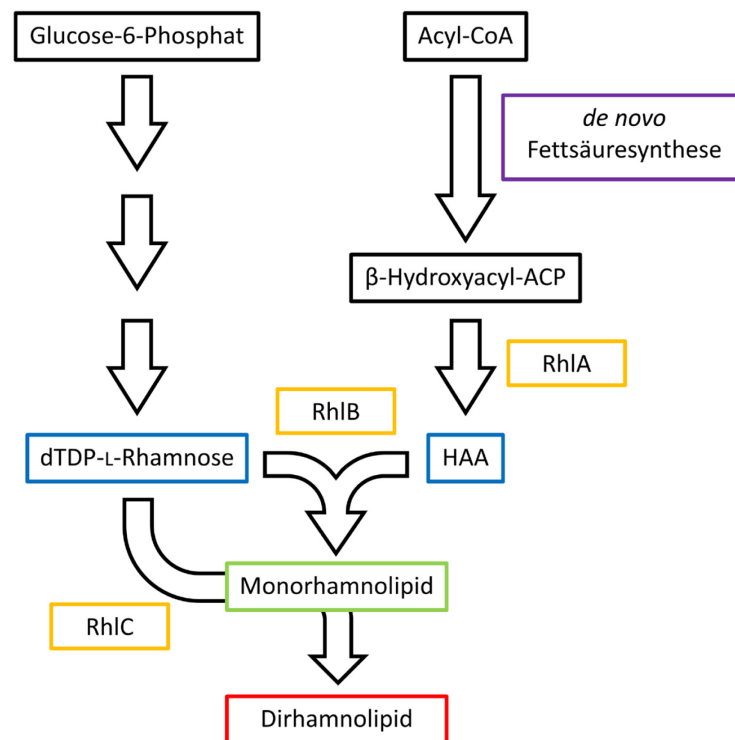 Glucose-6-Phosphat
Acyl-CoA
de novo
Fettsäuresynthese
β-Hydroxyacyl-ACP
RhlA
RhlB
dTDP-L-Rhamnose
HAA
Monorhamnolipid
RhlC
Dirhamnolipid